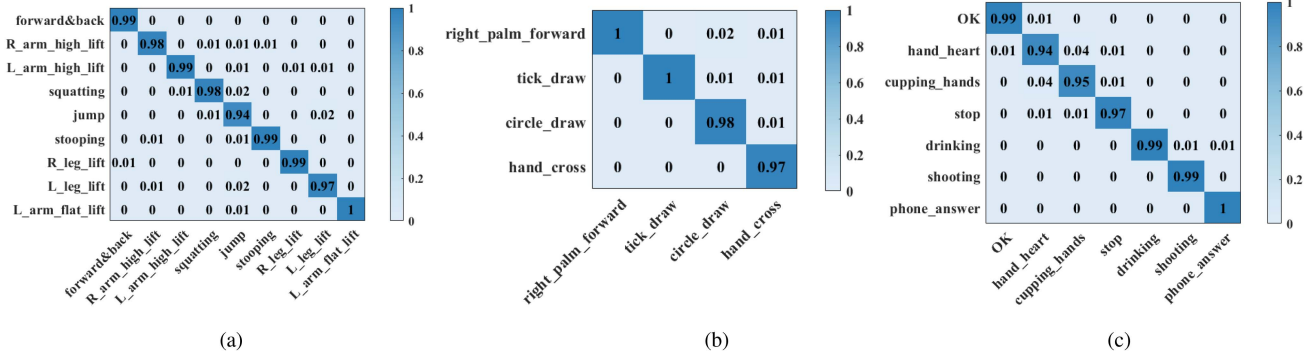 forward&back 0.99 0 0 0 0 0 0 0 0
R_arm_high_lift 0 0.98 0 0.01 0.01 0.01 0 0 0
L_arm_high_lift 0 0 0.99 0 0.01 0 0.01 0.01 0
squatting 0 0 0.01 0.98 0.02 0 0 0 0
jump 0 0 0 0.01 0.94 0 0 0.02 0
stooping 0 0.01 0 0 0.01 0.99 0 0 0
R_leg_lift 0.01 0 0 0 0 0 0.99 0 0
L_leg_lift 0 0.01 0 0 0.02 0 0 0.97 0
L_arm_flat_lift 0 0 0 0 0.01 0 0 0 1
forward&back R_arm_high_lift L_arm_high_lift squatting jump stooping R_leg_lift L_leg_lift L_arm_flat_lift
1
0.8
0.6
0.4
0.2
0
(a)
right_palm_forward 1 0 0.02 0.01
tick_draw 0 1 0.01 0.01
circle_draw 0 0 0.98 0.01
hand_cross 0 0 0 0.97
right_palm_forward tick_draw circle_draw hand_cross
1
0.8
0.6
0.4
0.2
0
(b)
OK 0.99 0.01 0 0 0 0 0
hand_heart 0.01 0.94 0.04 0.01 0 0 0
cupping_hands 0 0.04 0.95 0.01 0 0 0
stop 0 0.01 0.01 0.97 0 0 0
drinking 0 0 0 0 0.99 0.01 0.01
shooting 0 0 0 0 0 0.99 0
phone_answer 0 0 0 0 0 0 1
OK hand_heart cupping_hands stop drinking shooting phone_answer
1
0.8
0.6
0.4
0.2
0
(c)